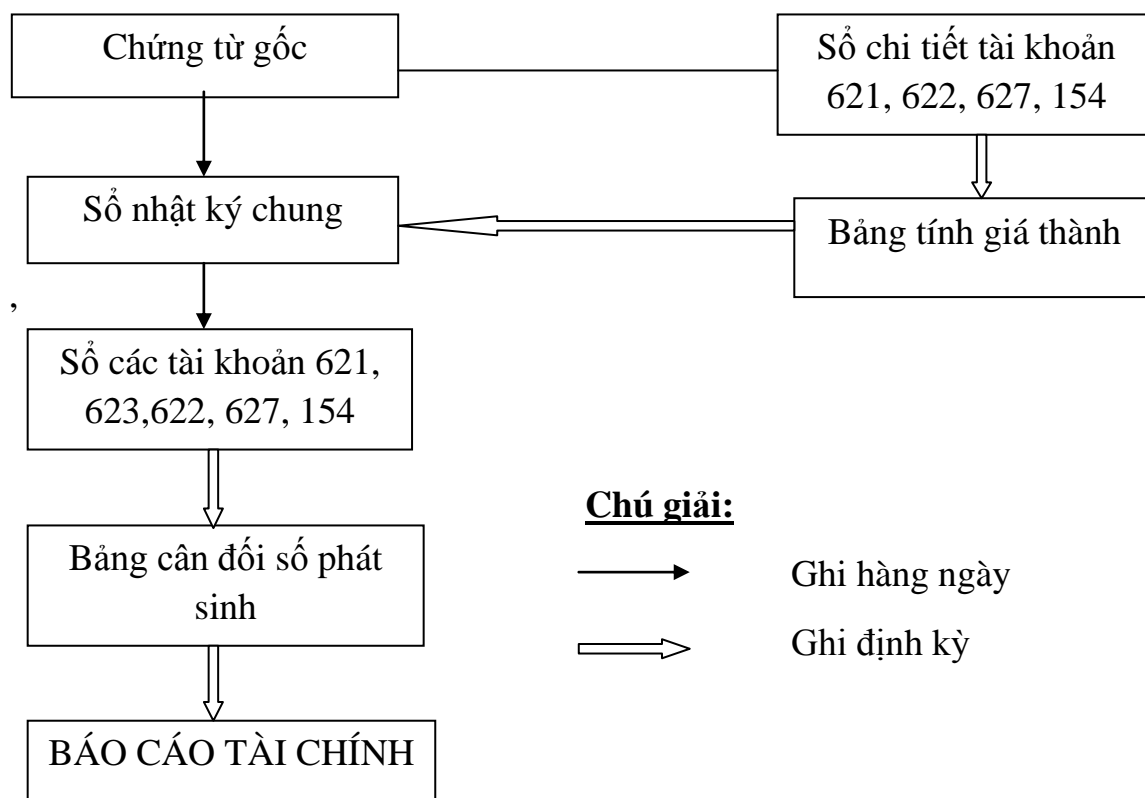 Chứng từ gốc
Sổ chi tiết tài khoản
621, 622, 627, 154
Sổ nhật ký chung
Bảng tính giá thành
,
Sổ các tài khoản 621,
623,622, 627, 154
Chú giải:
Bảng cân đối số phát
sinh
Ghi hàng ngày
Ghi định kỳ
BÁO CÁO TÀI CHÍNH